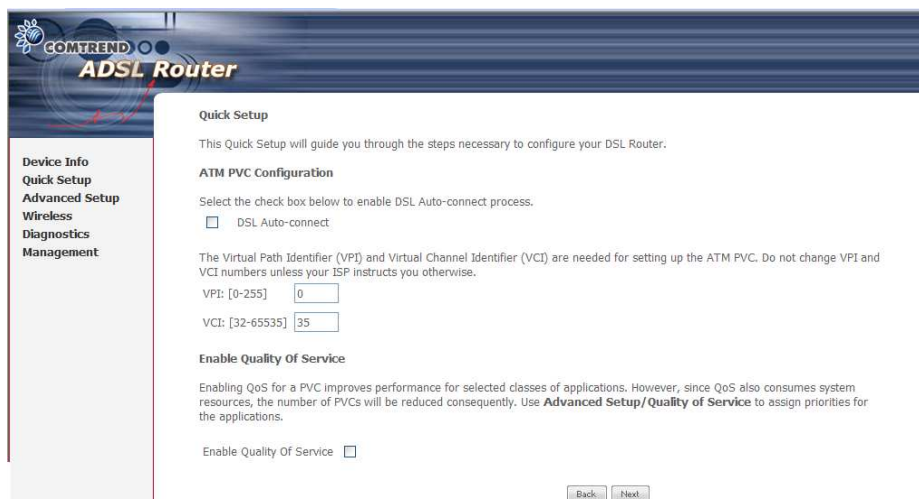 COMTREND
ADSL Router
Device Info
Quick Setup
Advanced Setup
Wireless
Diagnostics
Management
Quick Setup
This Quick Setup will guide you through the steps necessary to configure your DSL Router.
ATM PVC Configuration
Select the check box below to enable DSL Auto-connect process.
DSL Auto-connect
The Virtual Path Identifier (VPI) and Virtual Channel Identifier (VCI) are needed for setting up the ATM PVC. Do not change VPI and
VCI numbers unless your ISP instructs you otherwise.
VPI: [0-255] 0
VCI: [32-65535] 35
Enable Quality Of Service
Enabling QoS for a PVC improves performance for selected classes of applications. However, since QoS also consumes system
resources, the number of PVCs will be reduced consequently. Use Advanced Setup/Quality of Service to assign priorities for
the applications.
Enable Quality Of Service
Back Next